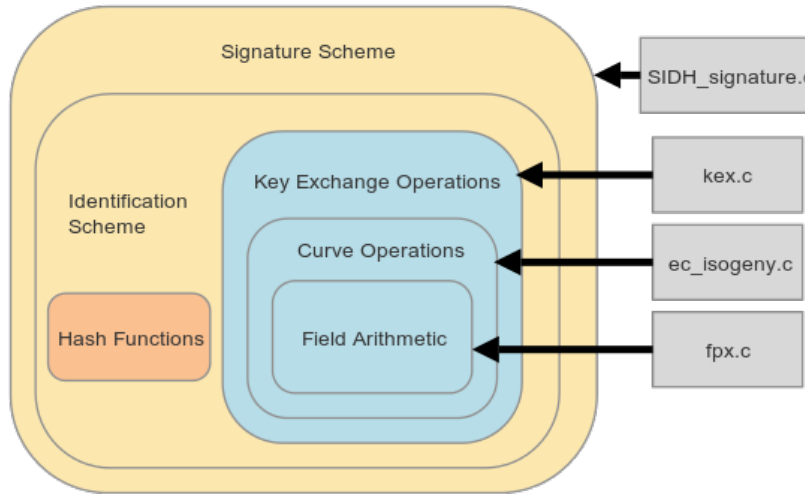 Signature Scheme
SIDH_signature.c
kex.c
Key Exchange Operations
Identification
Scheme
Curve Operations
ec_isogeny.c
Hash Functions
Field Arithmetic
fpx.c